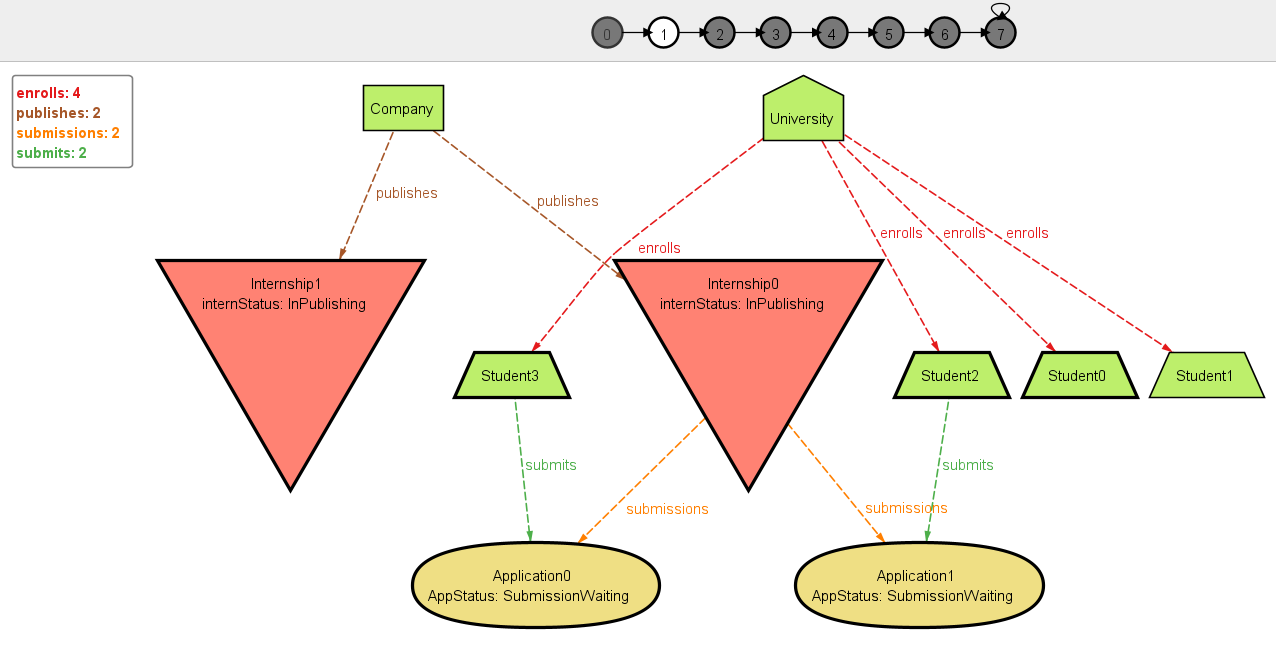 0 1 2 3 4 5 6 7
enrolls: 4
publishes: 2
submissions: 2
submits: 2
Company
University
publishes
publishes
enrolls
enrolls
enrolls
enrolls
Internship1
internStatus: InPublishing
Internship0
internStatus: InPublishing
Student3
Student2
Student0
Student1
submits
submits
submissions
submissions
Application0
AppStatus: SubmissionWaiting
Application1
AppStatus: SubmissionWaiting